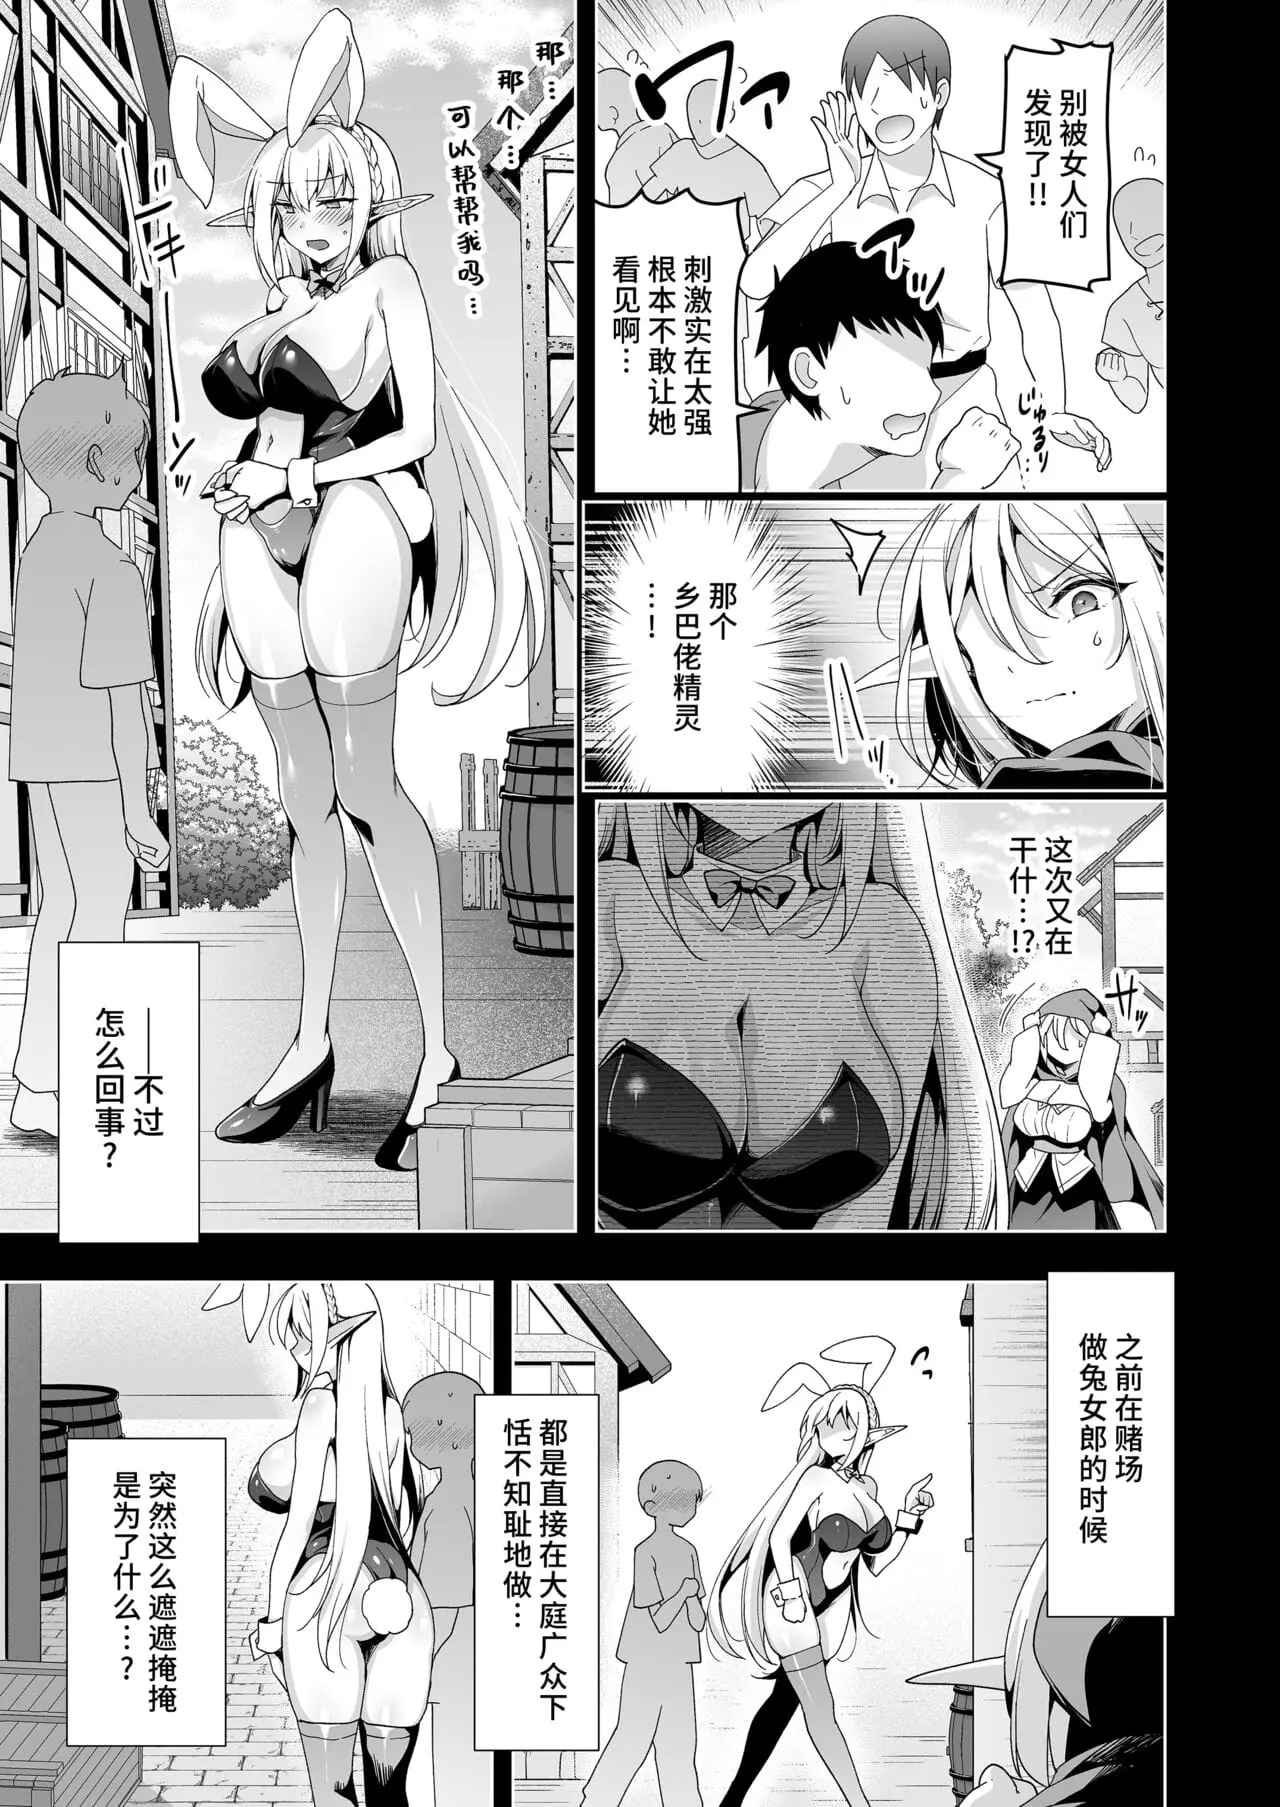 别被女人们
发现了!!
刺激实在太强
根本不敢让她
看见啊…
じゅるり
那个
乡巴佬精灵
…!
这次又在
干什…!?
那…
那个…
可以帮帮我吗…
——不过
怎么回事?
之前在赌场
做兔女郎的时候
都是直接在大庭广众下
恬不知耻地做…
突然这么遮遮掩掩
是为了什么…?